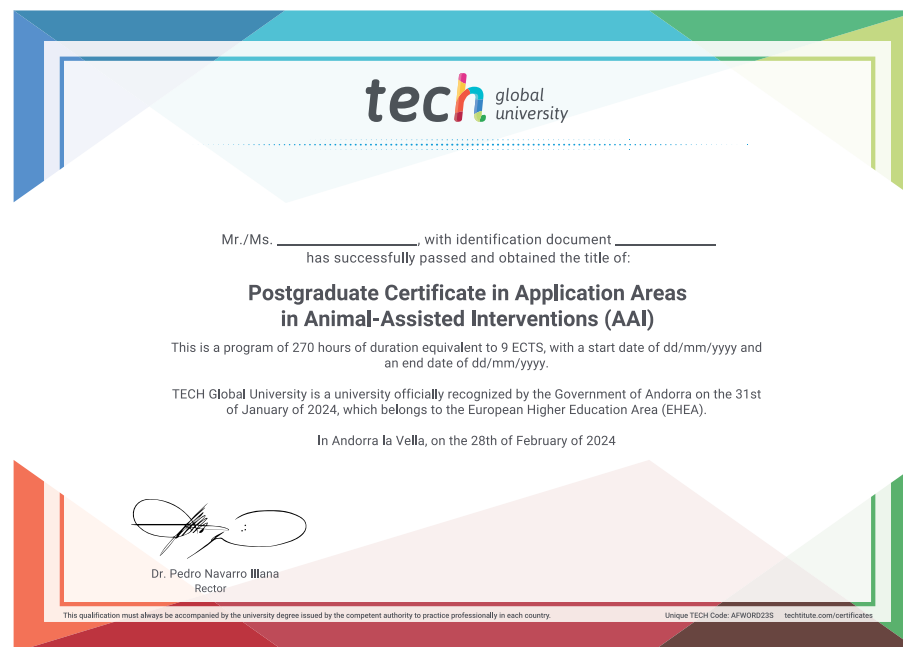 tech global
university
Mr./Ms. ____________, with identification document ____________
has successfully passed and obtained the title of:
Postgraduate Certificate in Application Areas
in Animal-Assisted Interventions (AAI)
This is a program of 270 hours of duration equivalent to 9 ECTS, with a start date of dd/mm/yyyy and
an end date of dd/mm/yyyy.
TECH Global University is a university officially recognized by the Government of Andorra on the 31st
of January of 2024, which belongs to the European Higher Education Area (EHEA).
In Andorra la Vella, on the 28th of February of 2024
Dr. Pedro Navarro Illana
Rector
This qualification must always be accompanied by the university degree issued by the competent authority to practice professionally in each country. Unique TECH Code: AFWORD23S techtitute.com/certificates